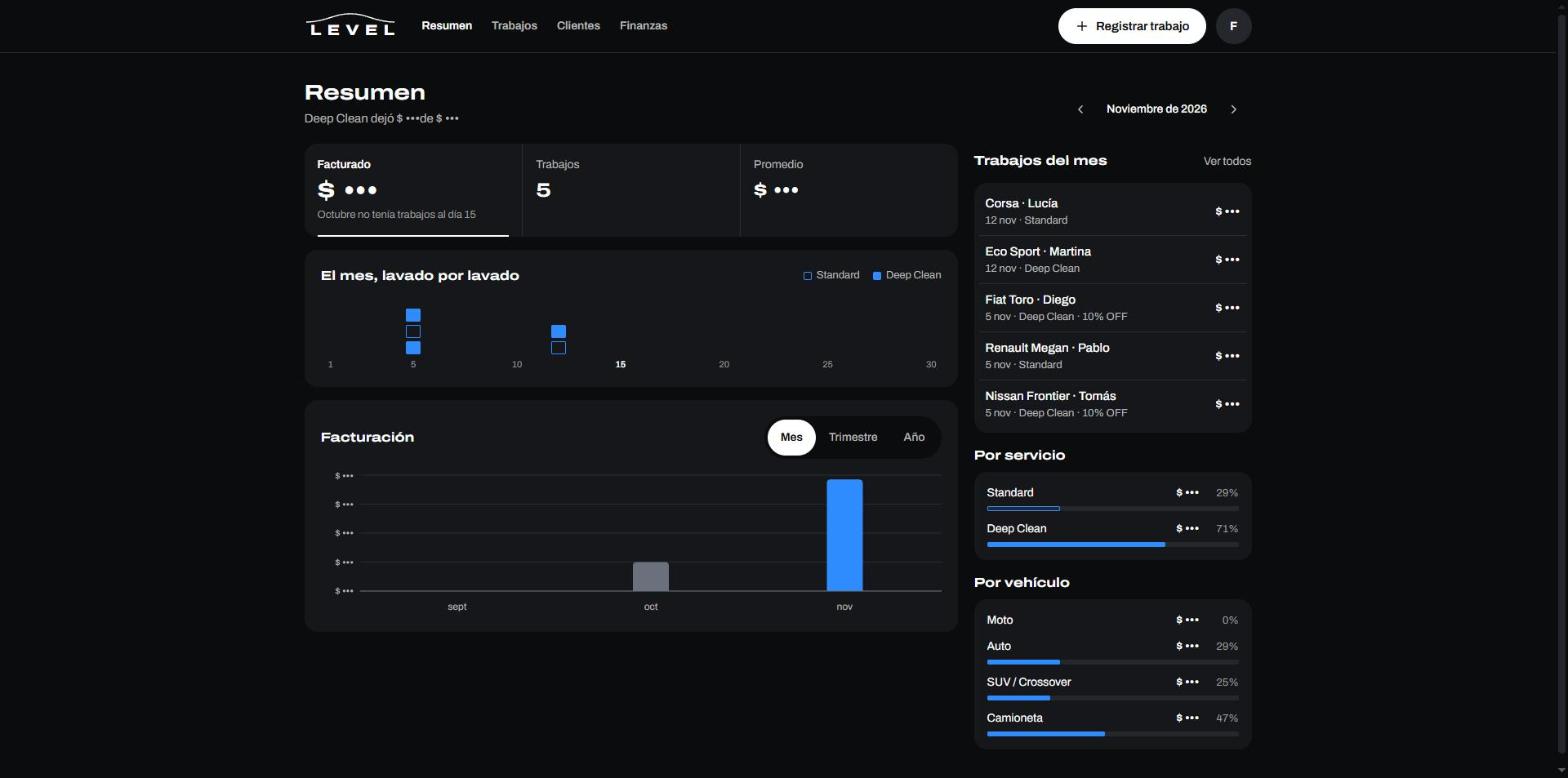 LEVEL
Resumen
Trabajos
Clientes
Finanzas
+ Registrar trabajo
F
Resumen
Deep Clean dejó $ •••de $ •••
Noviembre de 2026
Facturado
$ •••
Octubre no tenía trabajos al día 15
Trabajos
5
Promedio
$ •••
El mes, lavado por lavado
Standard
Deep Clean
1 5 10 15 20 25 30
Facturación
Mes
Trimestre
Año
$ •••
$ •••
$ •••
$ •••
$ •••
sept oct nov
Trabajos del mes
Ver todos
Corsa · Lucía
12 nov · Standard
$ •••
Eco Sport · Martina
12 nov · Deep Clean
$ •••
Fiat Toro · Diego
5 nov · Deep Clean · 10% OFF
$ •••
Renault Megan · Pablo
5 nov · Standard
$ •••
Nissan Frontier · Tomás
5 nov · Deep Clean · 10% OFF
$ •••
Por servicio
Standard $ ••• 29%
Deep Clean $ ••• 71%
Por vehículo
Moto $ ••• 0%
Auto $ ••• 29%
SUV / Crossover $ ••• 25%
Camioneta $ ••• 47%